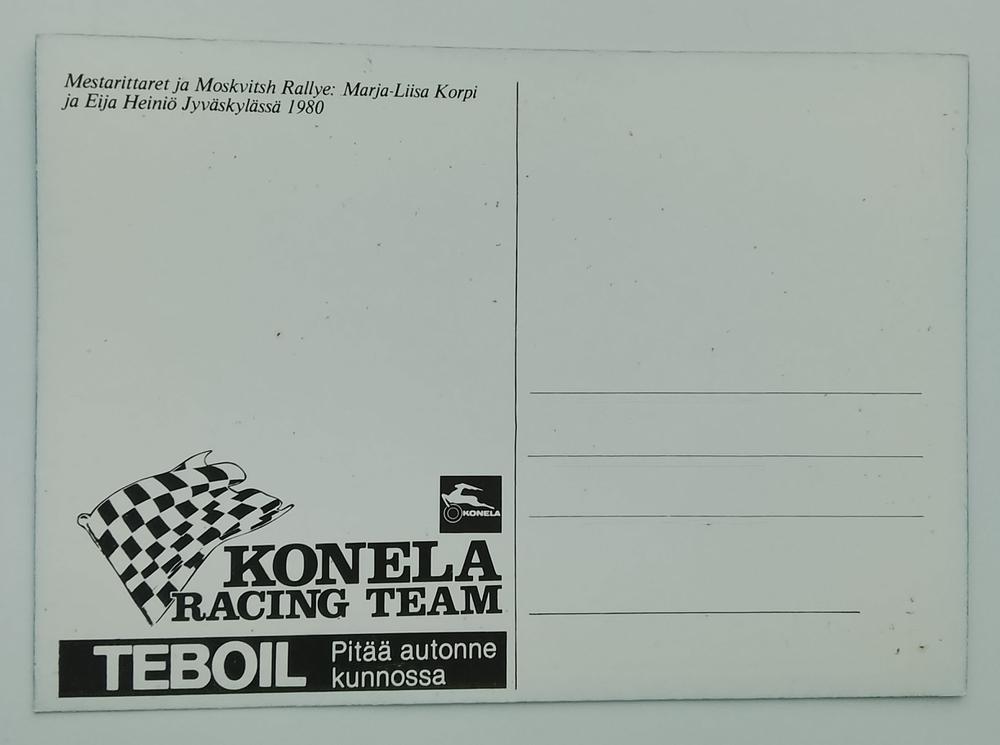 Mestarittaret ja Moskvitsh Rallye: Marja-Liisa Korpi
ja Eija Heiniö Jyväskylässä 1980
KONELA
KONELA
RACING TEAM
TEBOIL
Pitää autonne
kunnossa